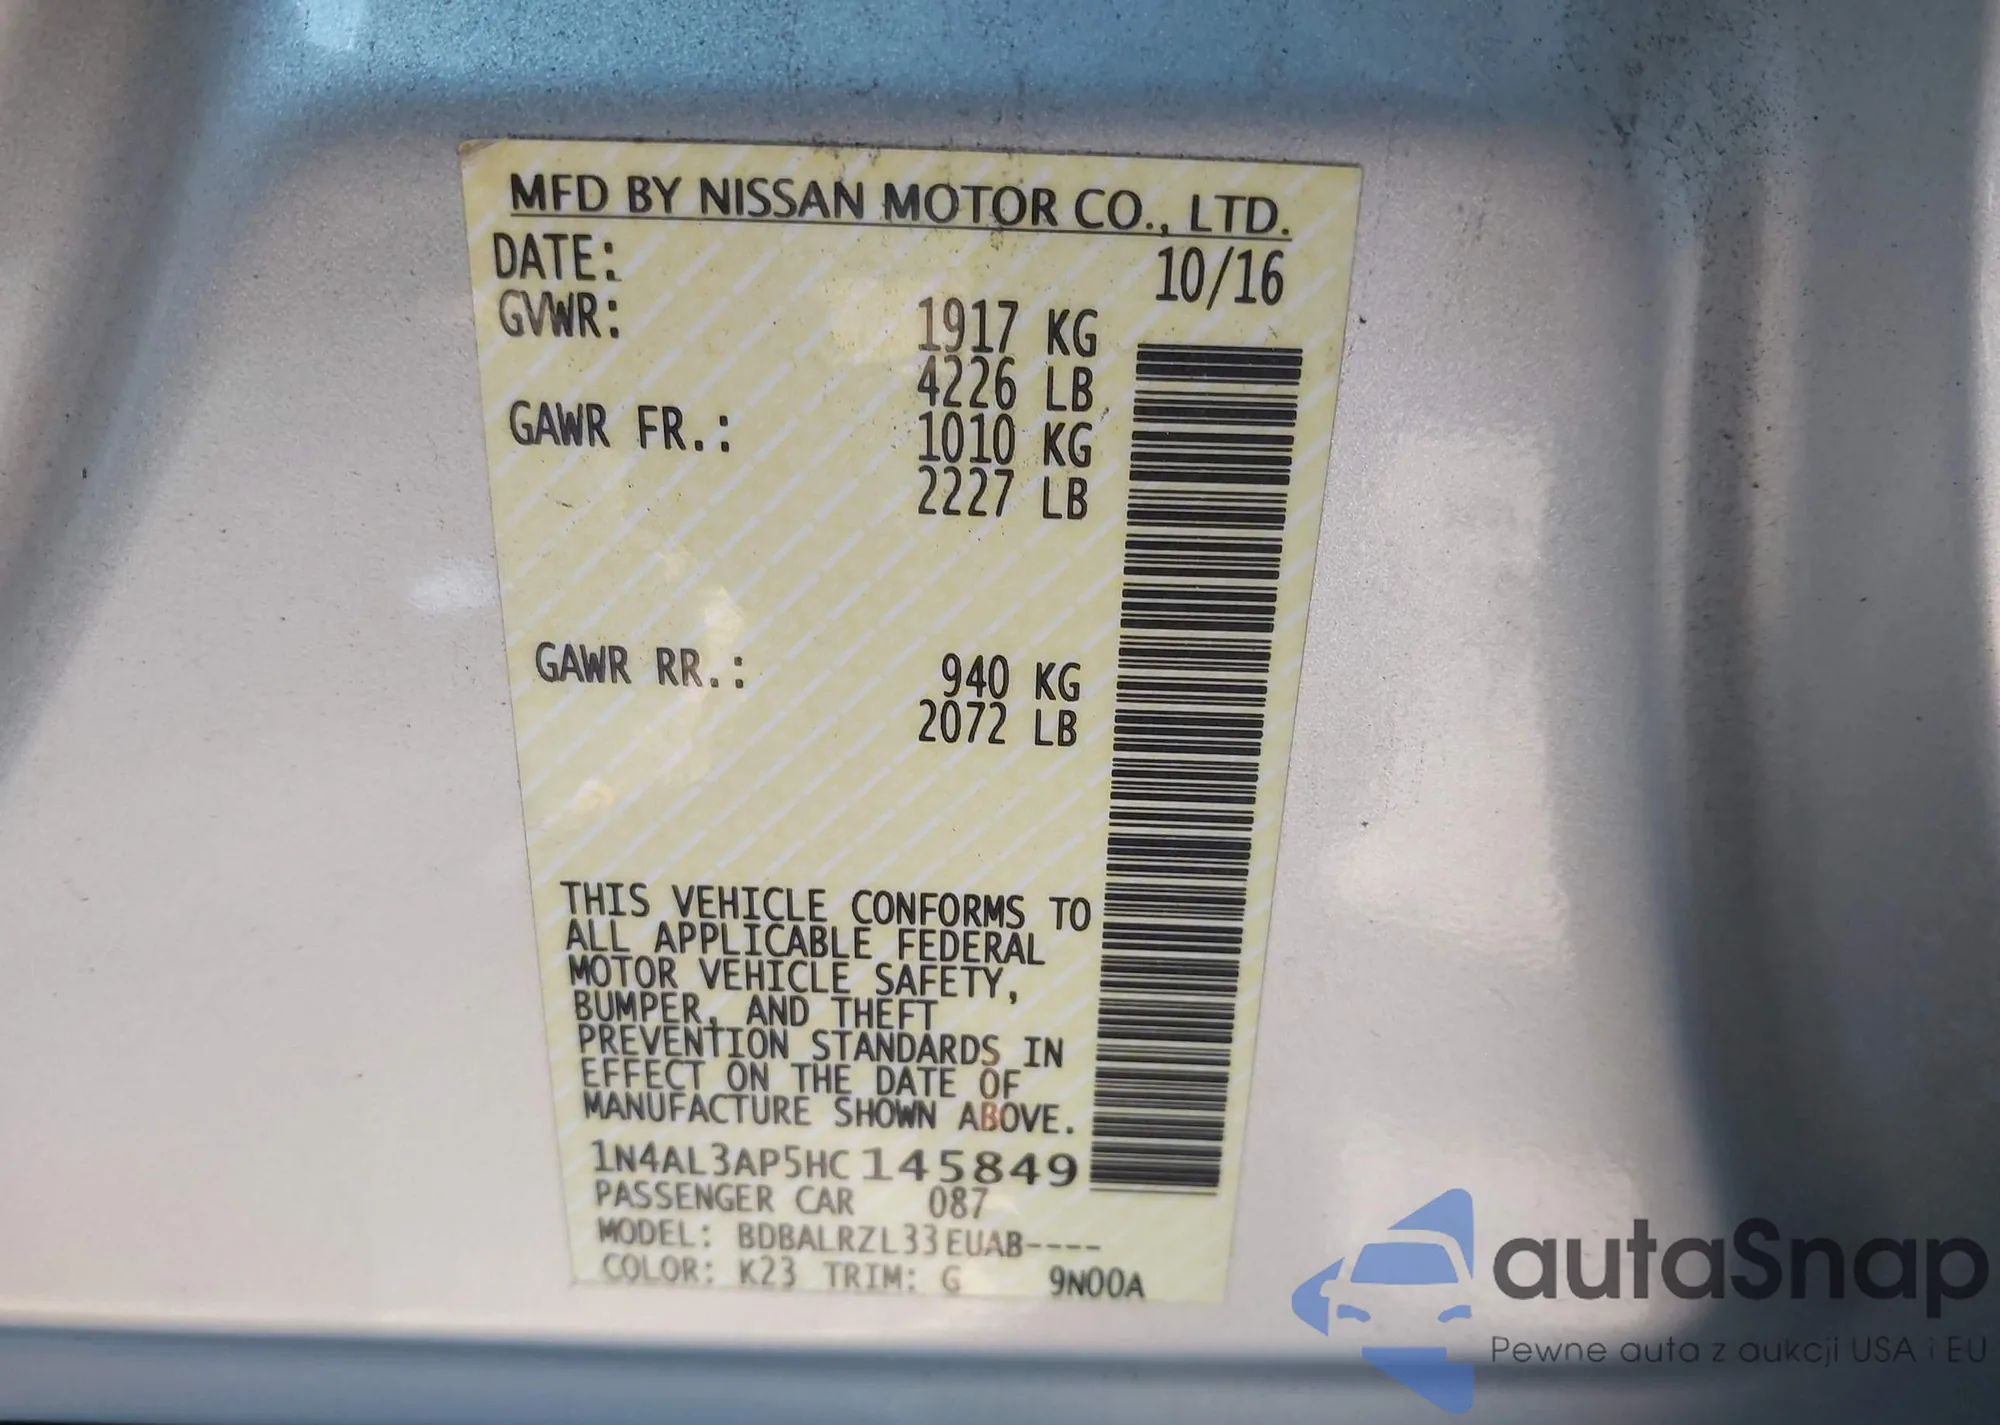 MFD BY NISSAN MOTOR CO., LTD.
DATE: 10/16
GVWR: 1917 KG
4226 LB
GAWR FR.: 1010 KG
2227 LB
GAWR RR.: 940 KG
2072 LB
THIS VEHICLE CONFORMS TO
ALL APPLICABLE FEDERAL
MOTOR VEHICLE SAFETY,
BUMPER, AND THEFT
PREVENTION STANDARDS IN
EFFECT ON THE DATE OF
MANUFACTURE SHOWN ABOVE.
1N4AL3AP5HC145849
PASSENGER CAR 087
MODEL: BDBALRZL33EUAB----
COLOR: K23 TRIM: G 9N00A
autaSnap
Pewne auta z aukcji USA i EU